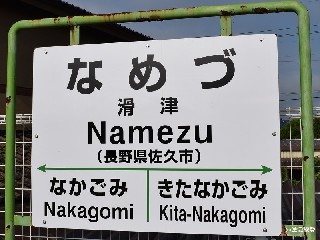 なめづ
滑津
Namezu
(長野県佐久市)
なかごみ
Nakagomi
きたなかごみ
Kita-Nakagomi